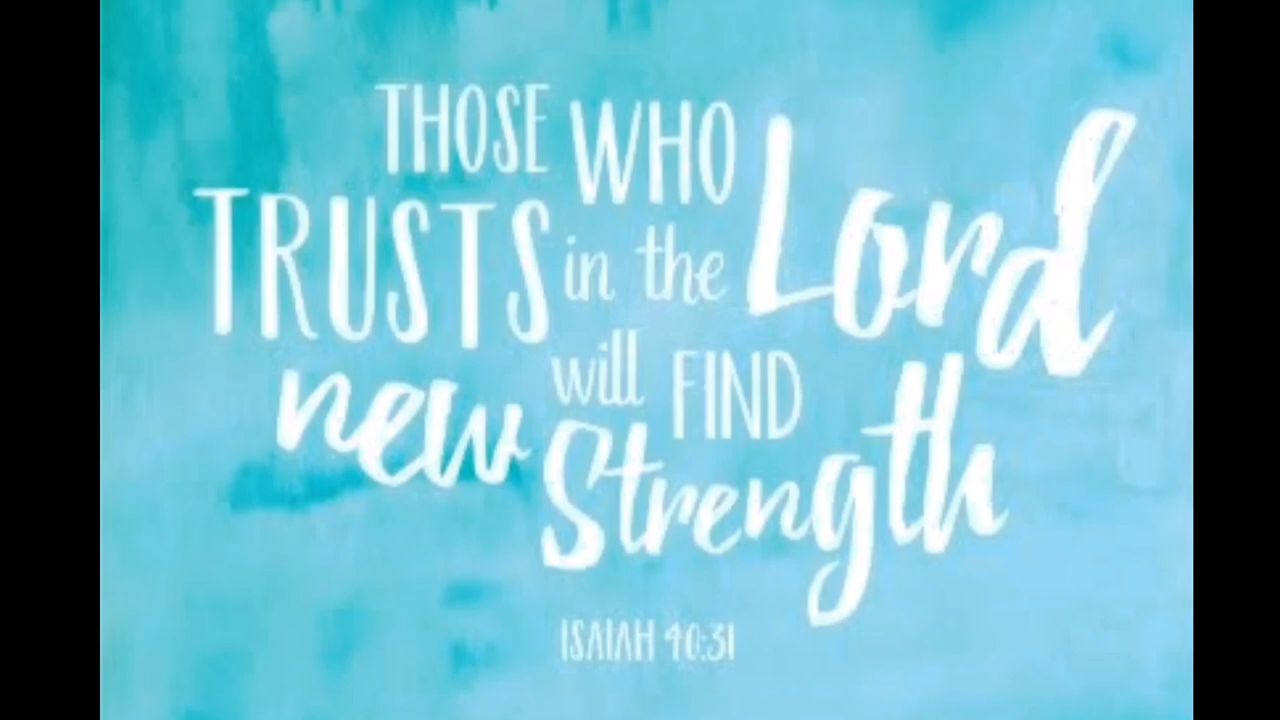 THOSE WHO
TRUSTS in the Lord
will FIND
new Strength
ISAIAH 40:31